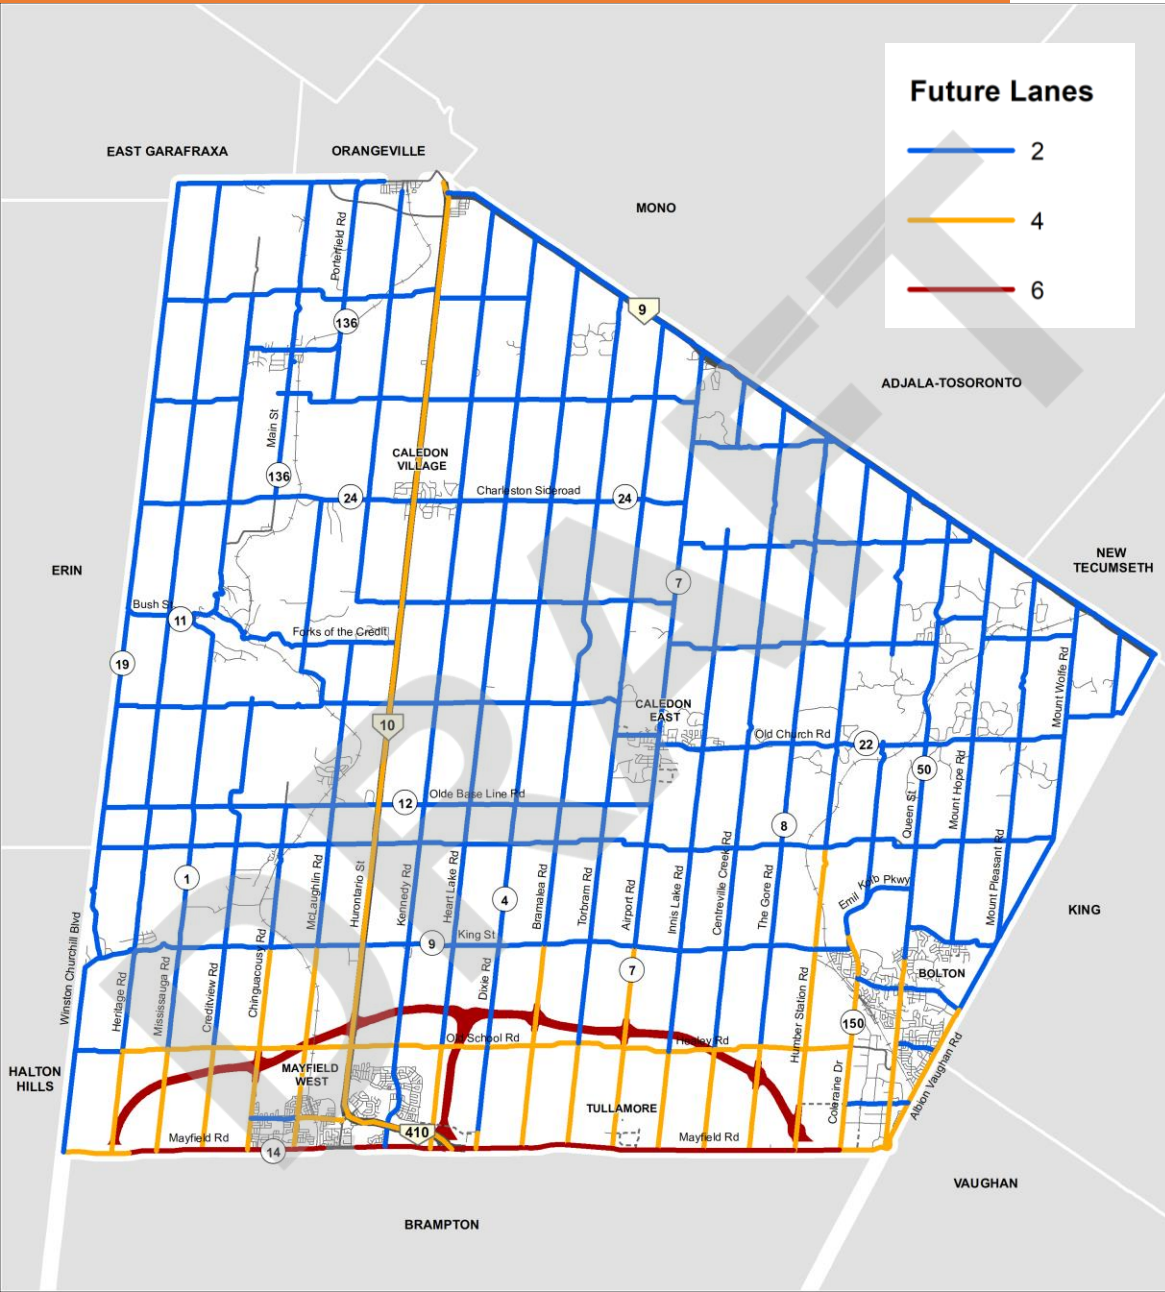 Future Lanes
2
4
6
EAST GARAFRAXA
ORANGEVILLE
MONO
Porterfield Rd
9
136
ADJALA-TOSORONTO
Main St
CALEDON
VILLAGE
136
24
Charleston Sideroad
24
NEW
TECUMSETH
ERIN
7
Bush St
11
Forks of the Credit
19
Mount Wolfe Rd
CALEDON
EAST
10
Old Church Rd
22
50
Mount Hope Rd
Queen St
12
Olde Base Line Rd
8
1
McLaughlin Rd
Hurontario St
Kennedy Rd
Heart Lake Rd
4
Bramalea Rd
Torbram Rd
Airport Rd
Innis Lake Rd
Centreville Creek Rd
The Gore Rd
Emil Kolb Pkwy
Mount Pleasant Rd
KING
Winston Churchill Blvd
Heritage Rd
Mississauga Rd
Creditview Rd
Chinguacousy Rd
9
King St
Dixie Rd
7
Humber Station Rd
BOLTON
150
Old School Rd
Healey Rd
HALTON
HILLS
MAYFIELD
WEST
TULLAMORE
Coleraine Dr
Albion Vaughan Rd
410
Mayfield Rd
14
Mayfield Rd
VAUGHAN
BRAMPTON
DRAFT